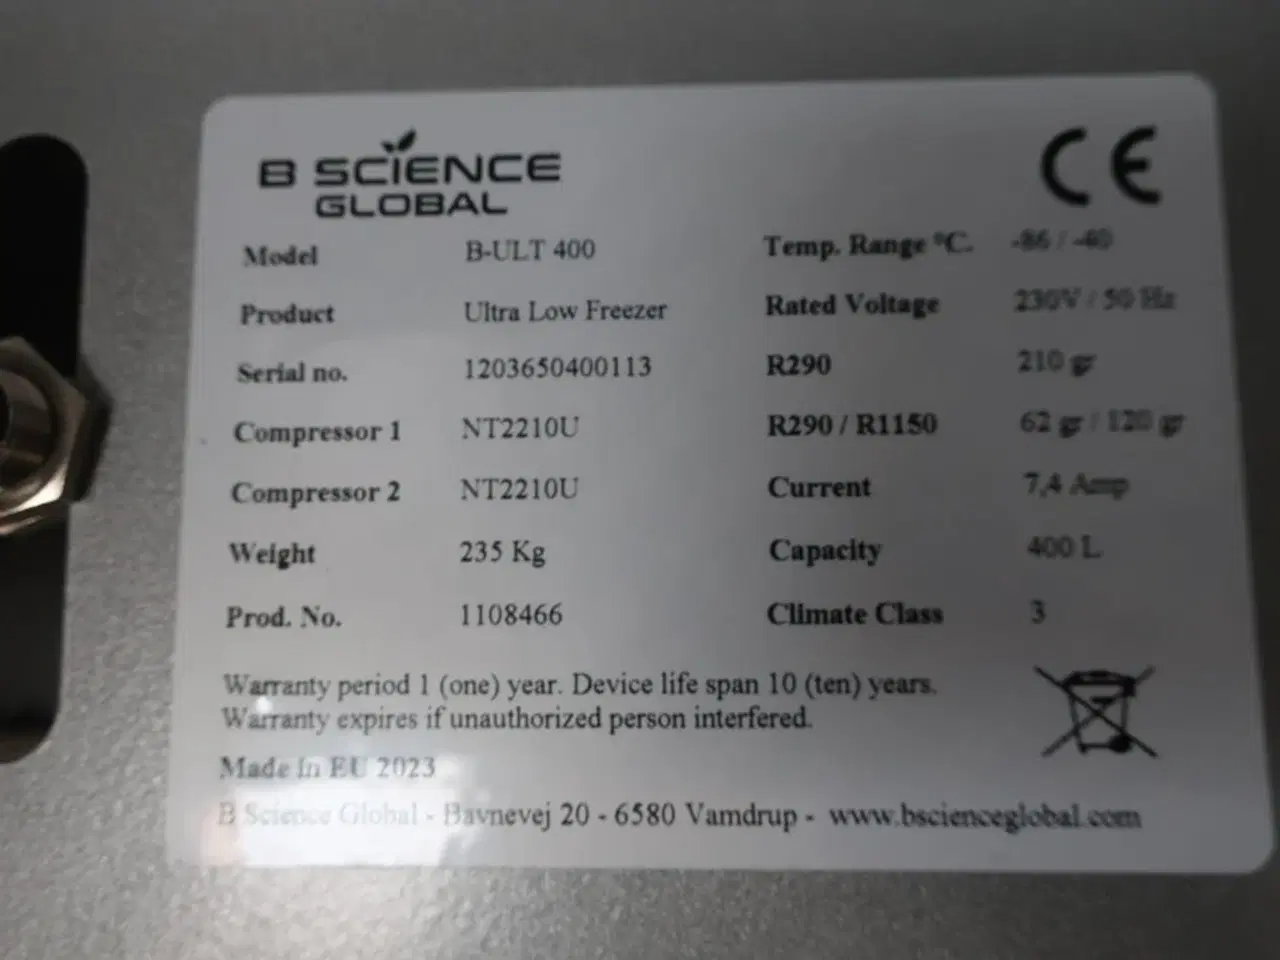 B SCIENCE
GLOBAL
CE
Model B-ULT 400 Temp. Range °C. -86 / -40
Product Ultra Low Freezer Rated Voltage 230V / 50 Hz
Serial no. 1203650400113 R290 210 gr
Compressor 1 NT2210U R290 / R1150 62 gr / 120 gr
Compressor 2 NT2210U Current 7,4 Amp
Weight 235 Kg Capacity 400 L
Prod. No. 1108466 Climate Class 3
Warranty period 1 (one) year. Device life span 10 (ten) years.
Warranty expires if unauthorized person interfered.
Made in EU 2023
B Science Global - Bavnevej 20 - 6580 Vamdrup - www.bscienceglobal.com